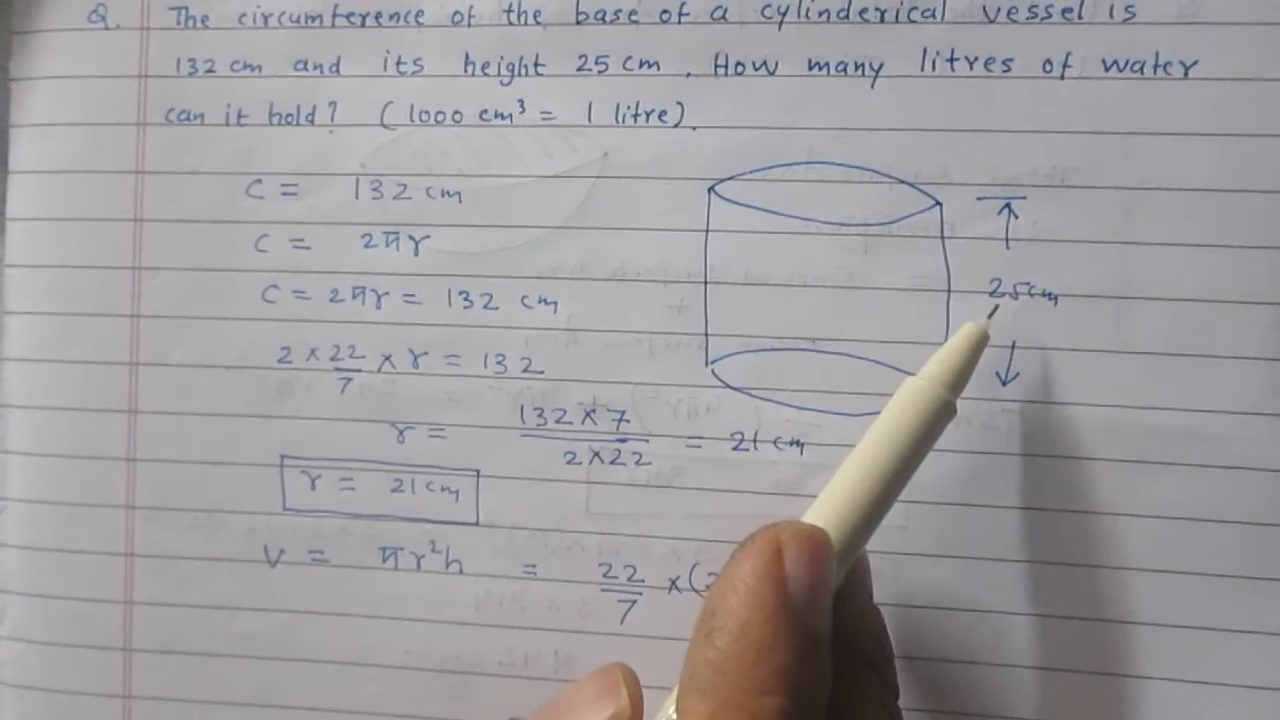 Q. The circumference of the base of a cylinderical vessel is
132 cm and its height 25 cm. How many litres of water
can it hold? (1000 cm³ = 1 litre).
C = 132 cm
C = 2πr
C = 2πr = 132 cm
25cm
2 × 22/7 × r = 132
r = 132 × 7 / 2 × 22 = 21 cm
r = 21 cm
V = πr²h = 22/7 × (